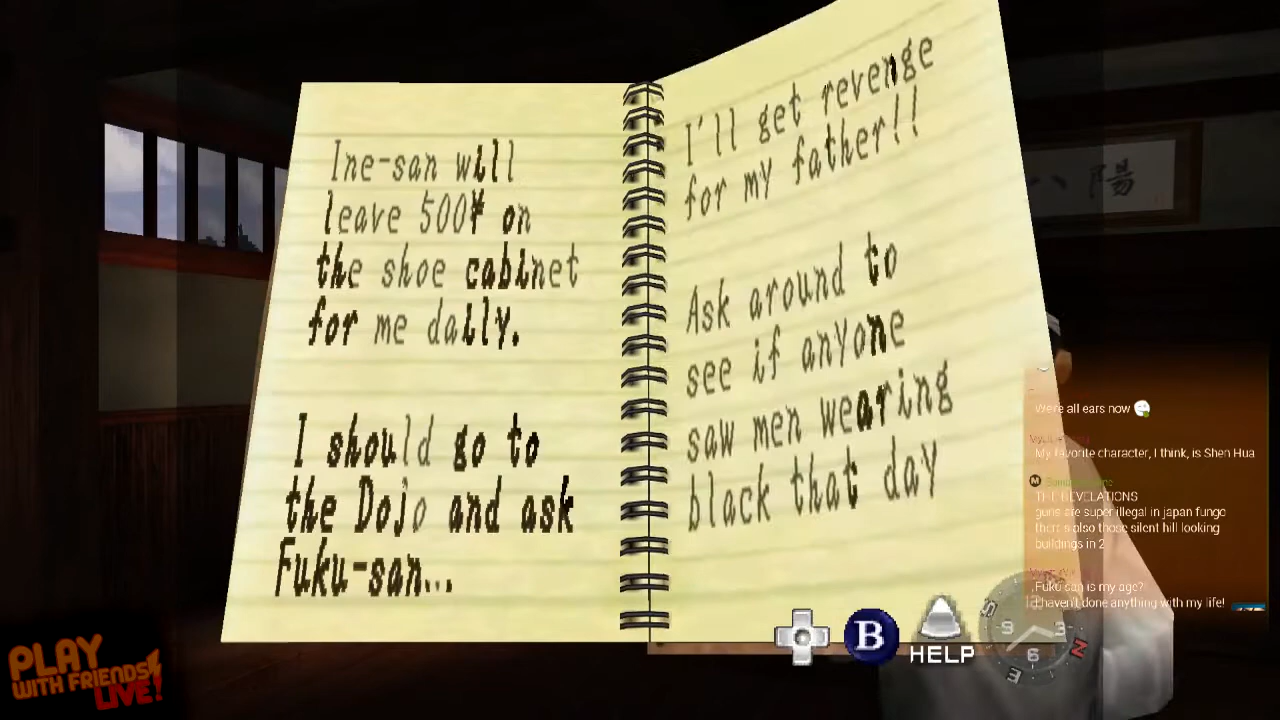 Ine-san will
leave 500¥ on
the shoe cabinet
for me daily.
I should go to
the Dojo and ask
Fuku-san...
I'll get revenge
for my father!!
Ask around to
see if anyone
saw men wearing
black that day
陽
We're all ears now
My favorite character, I think, is Shen Hua
THE REVELATIONS
guns are super illegal in japan fungo
there's also those silent hill looking
buildings in 2
Fuku san is my age?
I haven't done anything with my life!
B
HELP
S
9
3
6
N
E
PLAY
WITH FRIENDS
LIVE!